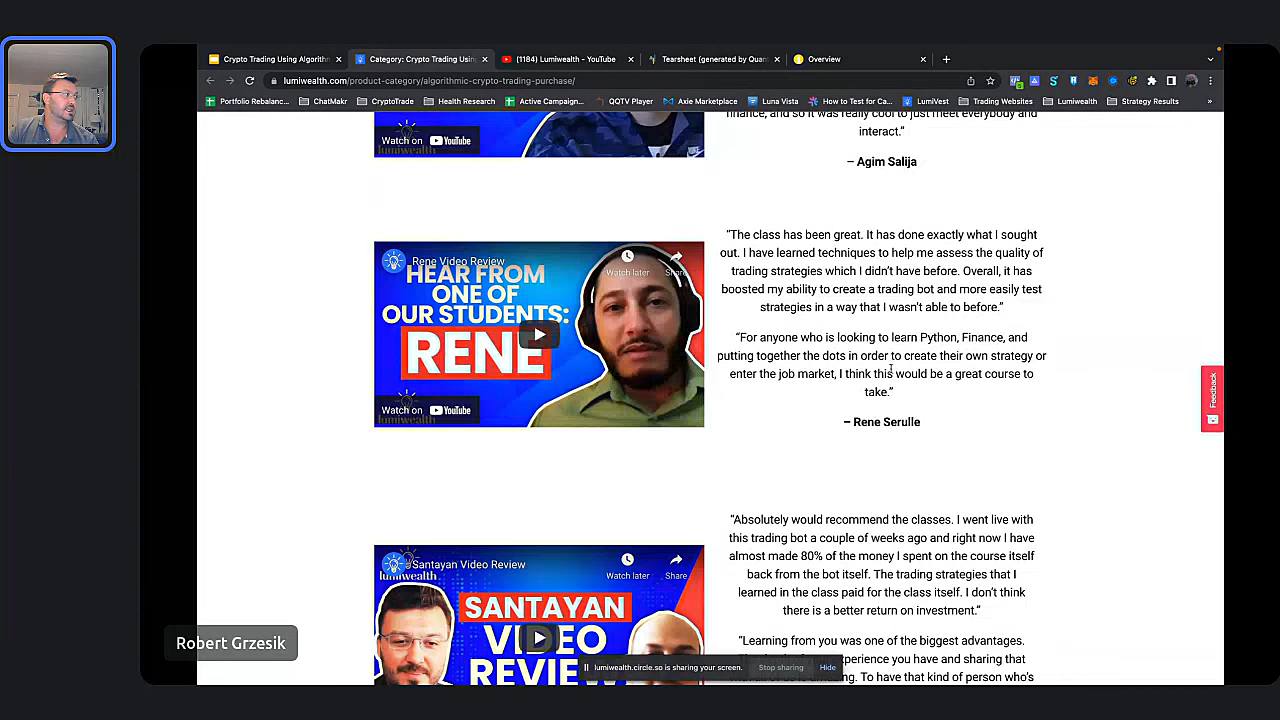 Crypto Trading Using Algorithm
Category: Crypto Trading Usin
(1184) Lumiwealth - YouTube
Tearsheet (generated by Quan
Overview
lumiwealth.com/product-category/algorithmic-crypto-trading-purchase/
Portfolio Rebalanc...
ChatMakr
CryptoTrade
Health Research
Active Campaign...
QQTV Player
Axie Marketplace
Luna Vista
How to Test for Ca...
LumiVest
Trading Websites
Lumiwealth
Strategy Results
finance, and so it was really cool to just meet everybody and
interact."
– Agim Salija
Watch on YouTube
lumiwealth
Rene Video Review
Watch later
Share
HEAR FROM
ONE OF
OUR STUDENTS:
RENE
Watch on YouTube
lumiwealth
"The class has been great. It has done exactly what I sought
out. I have learned techniques to help me assess the quality of
trading strategies which I didn't have before. Overall, it has
boosted my ability to create a trading bot and more easily test
strategies in a way that I wasn't able to before."
"For anyone who is looking to learn Python, Finance, and
putting together the dots in order to create their own strategy or
enter the job market, I think this would be a great course to
take."
– Rene Serulle
Feedback
Santayan Video Review
lumiwealth
Watch later
Share
SANTAYAN
VIDEO
REVIEW
"Absolutely would recommend the classes. I went live with
this trading bot a couple of weeks ago and right now I have
almost made 80% of the money I spent on the course itself
back from the bot itself. The trading strategies that I
learned in the class paid for the class itself. I don't think
there is a better return on investment."
"Learning from you was one of the biggest advantages.
experience you have and sharing that
To have that kind of person who's
lumiwealth.circle.so is sharing your screen.
Stop sharing
Hide
Robert Grzesik